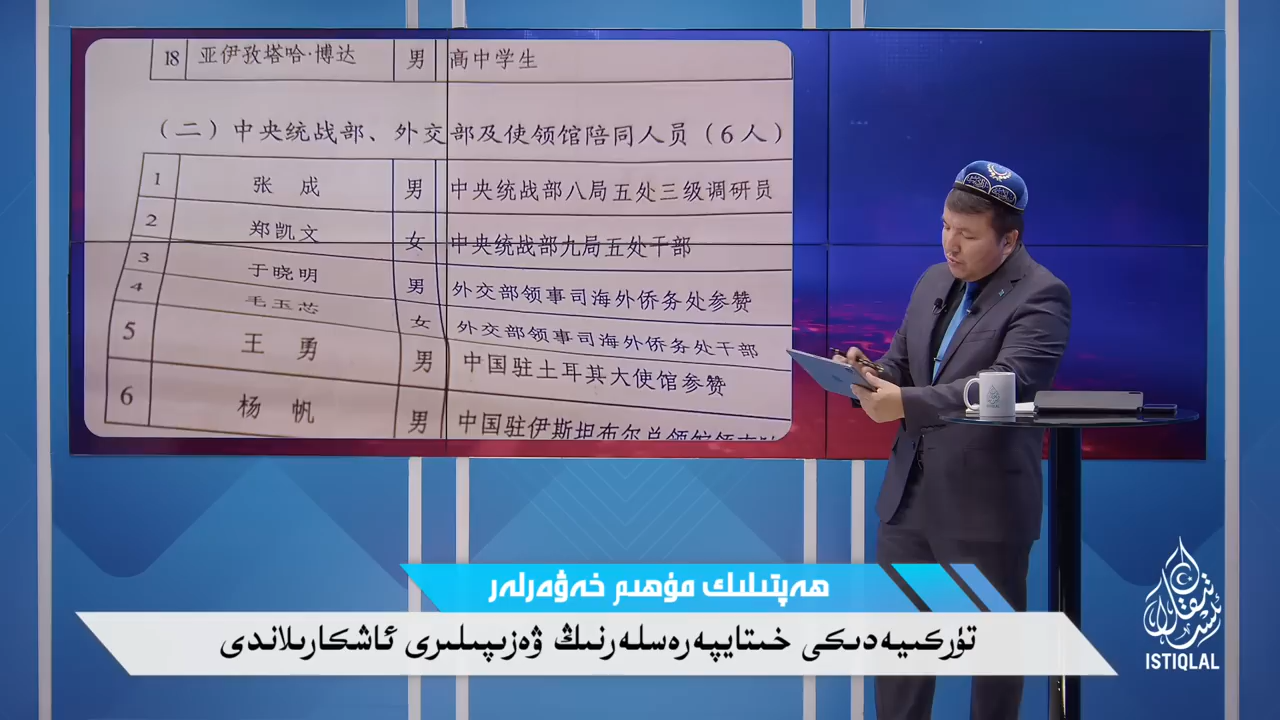 18 亚伊孜塔哈·博达 男 高中学生
（二）中央统战部、外交部及使领馆陪同人员（6人）
1 张 成 男 中央统战部八局五处三级调研员
2 郑凯文 女 中央统战部九局五处干部
3 于晓明 男 外交部领事司海外侨务处参赞
4 毛玉芯 女 外交部领事司海外侨务处干部
5 王 勇 男 中国驻土耳其大使馆参赞
6 杨 帆 男 中国驻伊斯坦布尔总领馆领事
ISTIQLAL
ھەپتىلىك مۇھىم خەۋەرلەر
تۈركىيەدىكى خىتايپەرەسلەرنىڭ ۋەزىپىلىرى ئاشكارىلاندى
ئىستىقلال
ISTIQLAL